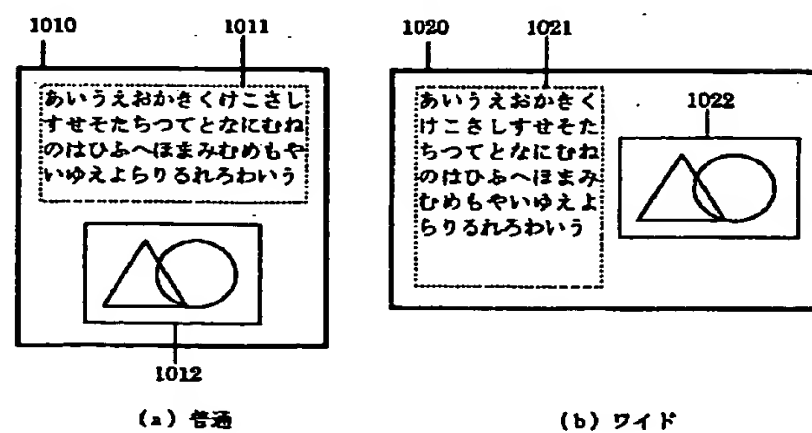 1010
1011
あいうえおかきくけこさし
すせそたちつてとなにむね
のはひふへほまみむめもや
いゆえよらりるれろわいう
1012
(a) 普通
1020
1021
1022
あいうえおかきく
けこさしすせそた
ちつてとなにむね
のはひふへほまみ
むめもやいゆえよ
らりるれろわいう
(b) ワイド